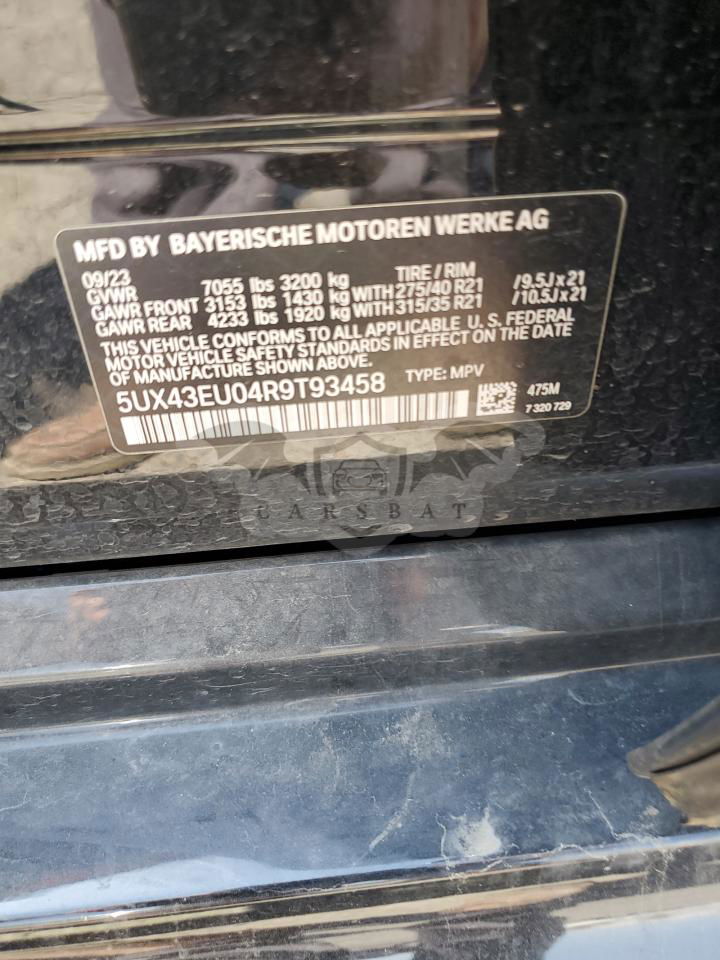 MFD BY BAYERISCHE MOTOREN WERKE AG
09/23 TIRE / RIM
GVWR 7055 lbs 3200 kg
GAWR FRONT 3153 lbs 1430 kg WITH 275/40 R21 /9.5J x 21
GAWR REAR 4233 lbs 1920 kg WITH 315/35 R21 /10.5J x 21
THIS VEHICLE CONFORMS TO ALL APPLICABLE U. S. FEDERAL
MOTOR VEHICLE SAFETY STANDARDS IN EFFECT ON THE DATE
OF MANUFACTURE SHOWN ABOVE.
5UX43EU04R9T93458 TYPE: MPV
475M
7 320 729
CARSBAT